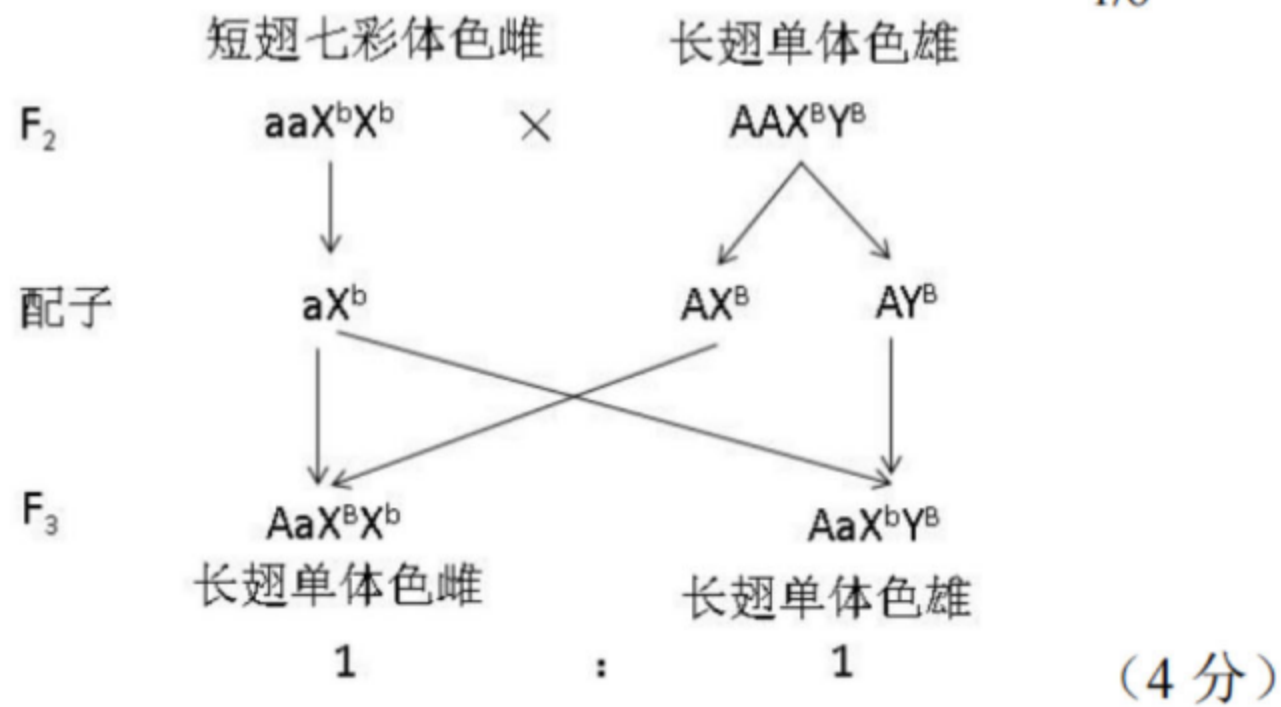 短翅七彩体色雌 长翅单体色雄
F₂ aaXᵇXᵇ × AAXᴮYᴮ
配子 aXᵇ AXᴮ AYᴮ
F₃ AaXᴮXᵇ AaXᵇYᴮ
长翅单体色雌 长翅单体色雄
1 : 1 （4 分）